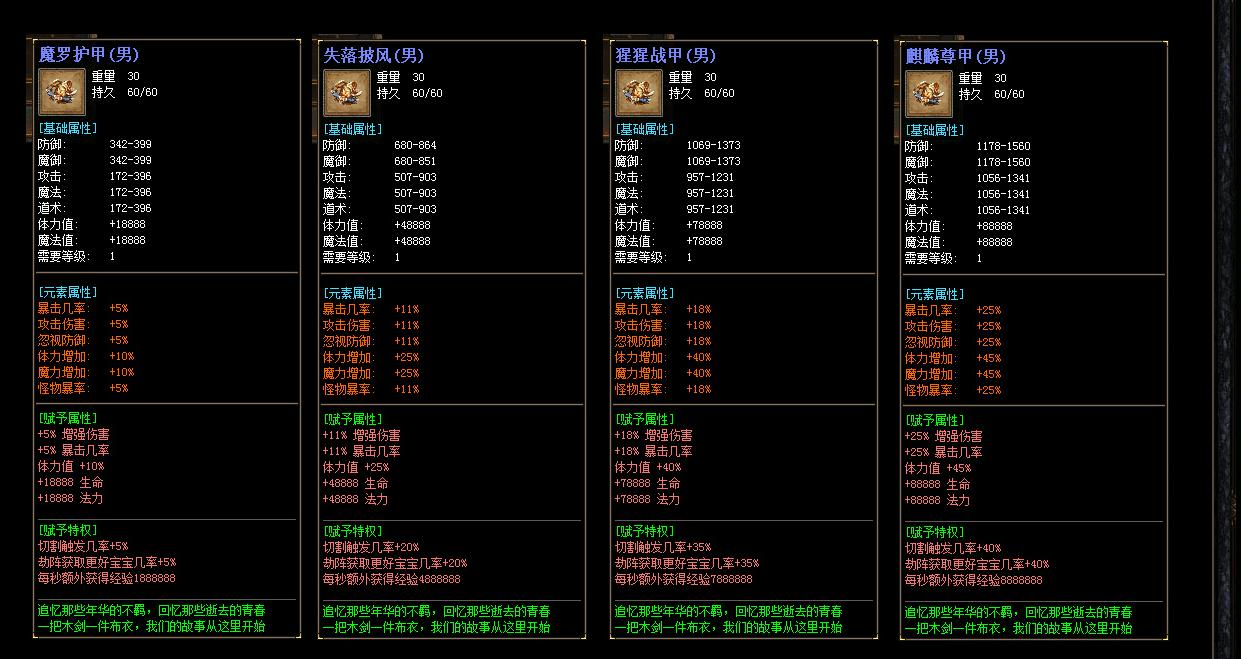 魔罗护甲(男)
重量 30
持久 60/60
[基础属性]
防御: 342-399
魔御: 342-399
攻击: 172-396
魔法: 172-396
道术: 172-396
体力值: +18888
魔法值: +18888
需要等级: 1
[元素属性]
暴击几率: +5%
攻击伤害: +5%
忽视防御: +5%
体力增加: +10%
魔力增加: +10%
怪物暴率: +5%
[赋予属性]
+5% 增强伤害
+5% 暴击几率
体力值 +10%
+18888 生命
+18888 法力
[赋予特权]
切割触发几率+5%
劫阵获取更好宝宝几率+5%
每秒额外获得经验1888888
追忆那些年华的不羁，回忆那些逝去的青春
一把木剑一件布衣，我们的故事从这里开始
失落披风(男)
重量 30
持久 60/60
[基础属性]
防御: 680-864
魔御: 680-851
攻击: 507-903
魔法: 507-903
道术: 507-903
体力值: +48888
魔法值: +48888
需要等级: 1
[元素属性]
暴击几率: +11%
攻击伤害: +11%
忽视防御: +11%
体力增加: +25%
魔力增加: +25%
怪物暴率: +11%
[赋予属性]
+11% 增强伤害
+11% 暴击几率
体力值 +25%
+48888 生命
+48888 法力
[赋予特权]
切割触发几率+20%
劫阵获取更好宝宝几率+20%
每秒额外获得经验4888888
追忆那些年华的不羁，回忆那些逝去的青春
一把木剑一件布衣，我们的故事从这里开始
猩猩战甲(男)
重量 30
持久 60/60
[基础属性]
防御: 1069-1373
魔御: 1069-1373
攻击: 957-1231
魔法: 957-1231
道术: 957-1231
体力值: +78888
魔法值: +78888
需要等级: 1
[元素属性]
暴击几率: +18%
攻击伤害: +18%
忽视防御: +18%
体力增加: +40%
魔力增加: +40%
怪物暴率: +18%
[赋予属性]
+18% 增强伤害
+18% 暴击几率
体力值 +40%
+78888 生命
+78888 法力
[赋予特权]
切割触发几率+35%
劫阵获取更好宝宝几率+35%
每秒额外获得经验7888888
追忆那些年华的不羁，回忆那些逝去的青春
一把木剑一件布衣，我们的故事从这里开始
麒麟尊甲(男)
重量 30
持久 60/60
[基础属性]
防御: 1178-1560
魔御: 1178-1560
攻击: 1056-1341
魔法: 1056-1341
道术: 1056-1341
体力值: +88888
魔法值: +88888
需要等级: 1
[元素属性]
暴击几率: +25%
攻击伤害: +25%
忽视防御: +25%
体力增加: +45%
魔力增加: +45%
怪物暴率: +25%
[赋予属性]
+25% 增强伤害
+25% 暴击几率
体力值 +45%
+88888 生命
+88888 法力
[赋予特权]
切割触发几率+40%
劫阵获取更好宝宝几率+40%
每秒额外获得经验8888888
追忆那些年华的不羁，回忆那些逝去的青春
一把木剑一件布衣，我们的故事从这里开始